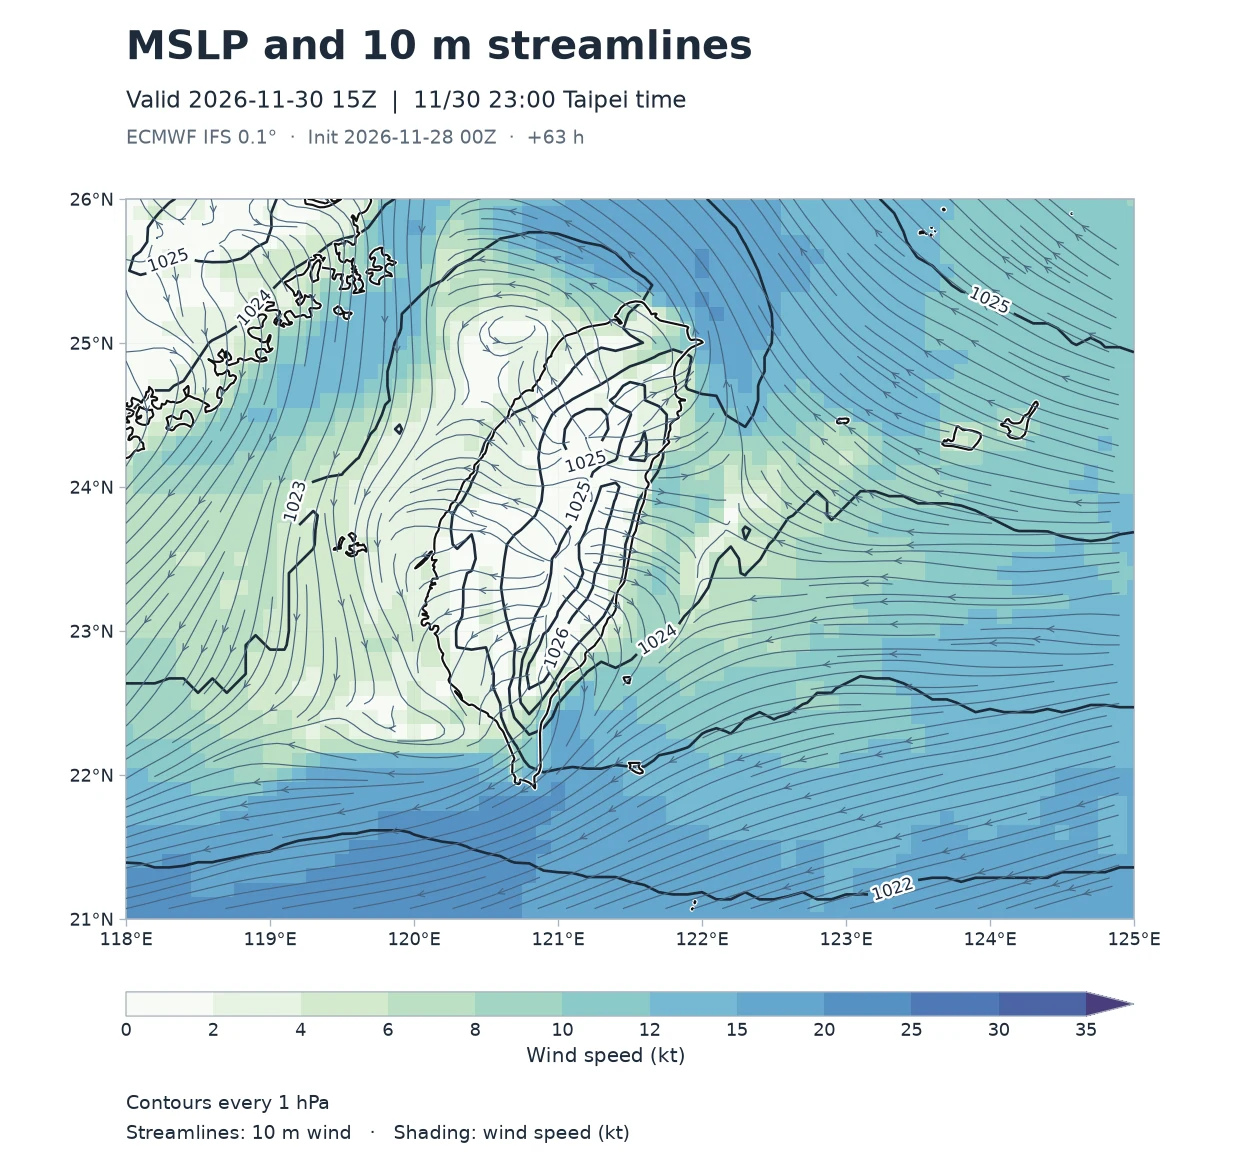 MSLP and 10 m streamlines
Valid 2026-11-30 15Z | 11/30 23:00 Taipei time
ECMWF IFS 0.1° · Init 2026-11-28 00Z · +63 h
26°N
25°N
24°N
23°N
22°N
21°N
1025
1024
1025
1023
1025
1025
1026
1024
1022
118°E 119°E 120°E 121°E 122°E 123°E 124°E 125°E
0 2 4 6 8 10 12 15 20 25 30 35
Wind speed (kt)
Contours every 1 hPa
Streamlines: 10 m wind · Shading: wind speed (kt)